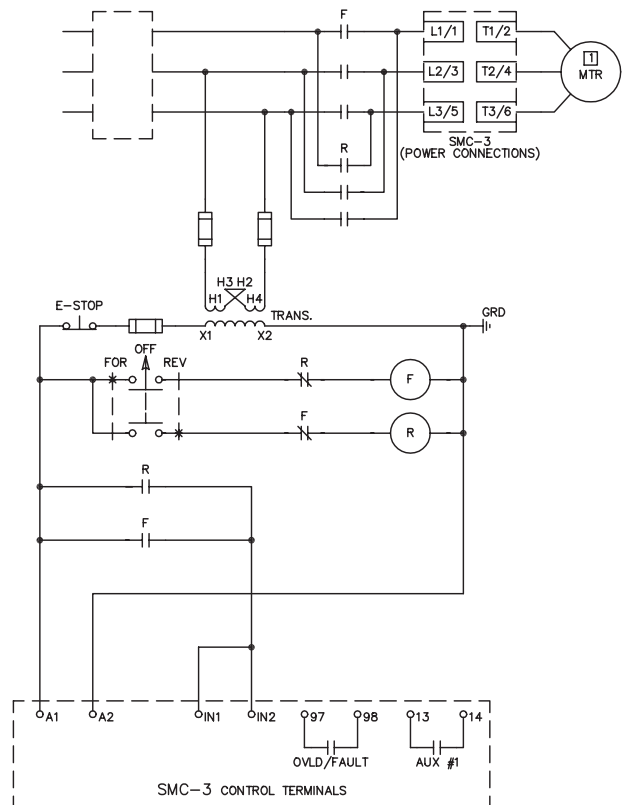 F
L1/1 T1/2
1
L2/3 T2/4
MTR
L3/5 T3/6
SMC-3
(POWER CONNECTIONS)
R
H3 H2
H1 H4
E-STOP
TRANS.
GRD
X1 X2
OFF
FOR REV
R
F
F
R
R
F
A1 A2 IN1 IN2 97 98 13 14
OVLD/FAULT AUX #1
SMC-3 CONTROL TERMINALS